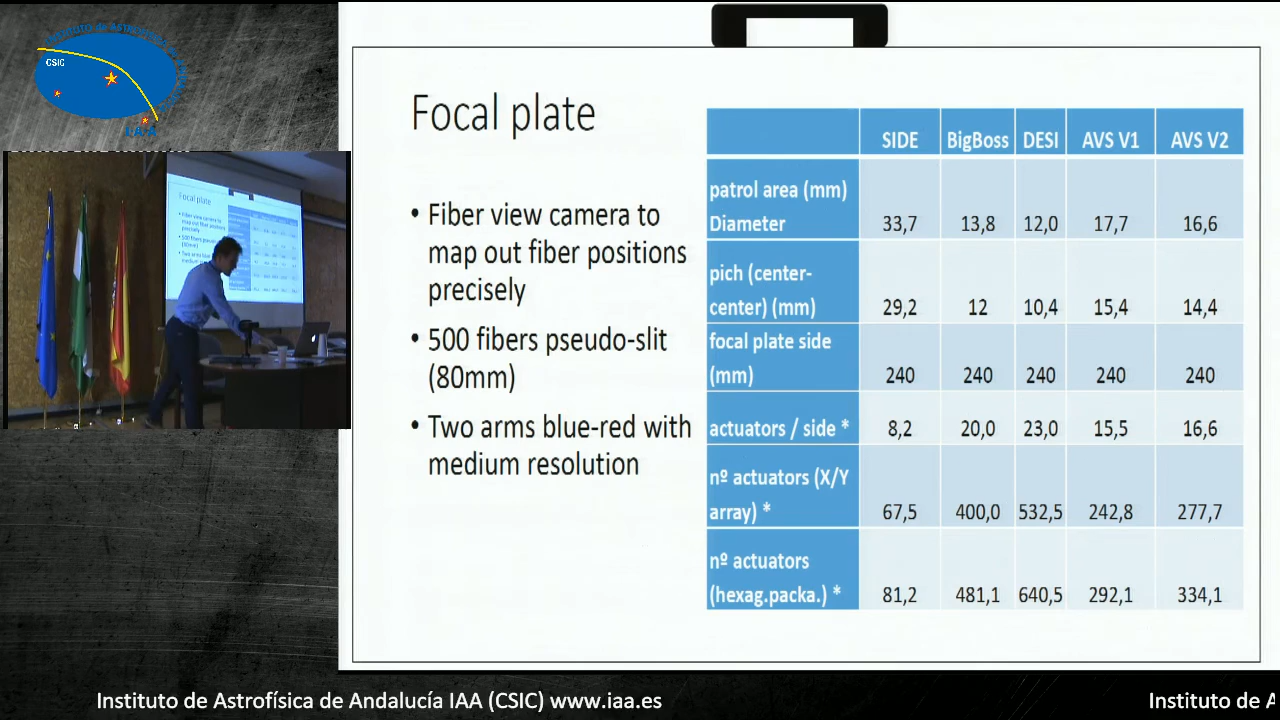 INSTITUTO de ASTROFÍSICA de
CSIC
I.A.A
Focal plate
• Fiber view camera to
map out fiber positions
precisely
• 500 fibers pseudo-slit
(80mm)
• Two arms blue-red with
medium resolution
SIDE BigBoss DESI AVS V1 AVS V2
patrol area (mm)
Diameter 33,7 13,8 12,0 17,7 16,6
pich (center-
center) (mm) 29,2 12 10,4 15,4 14,4
focal plate side
(mm) 240 240 240 240 240
actuators / side * 8,2 20,0 23,0 15,5 16,6
nº actuators (X/Y
array) * 67,5 400,0 532,5 242,8 277,7
nº actuators
(hexag.packa.) * 81,2 481,1 640,5 292,1 334,1
Focal plate
Instituto de Astrofísica de Andalucía IAA (CSIC) www.iaa.es
Instituto de A